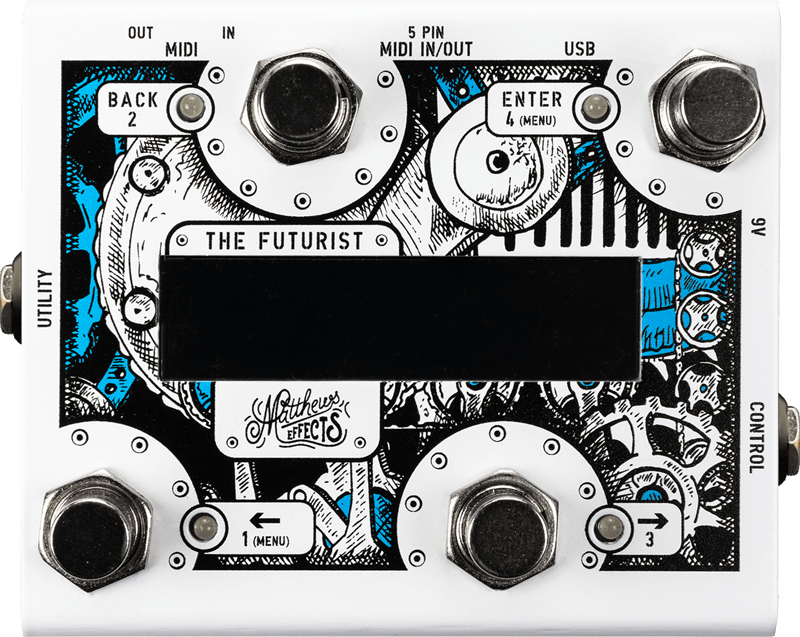 OUT
IN
MIDI
5 PIN
MIDI IN/OUT
USB
BACK
2
ENTER
4 (MENU)
9V
THE FUTURIST
UTILITY
Matthews
EFFECTS
CONTROL
←
1 (MENU)
→
3